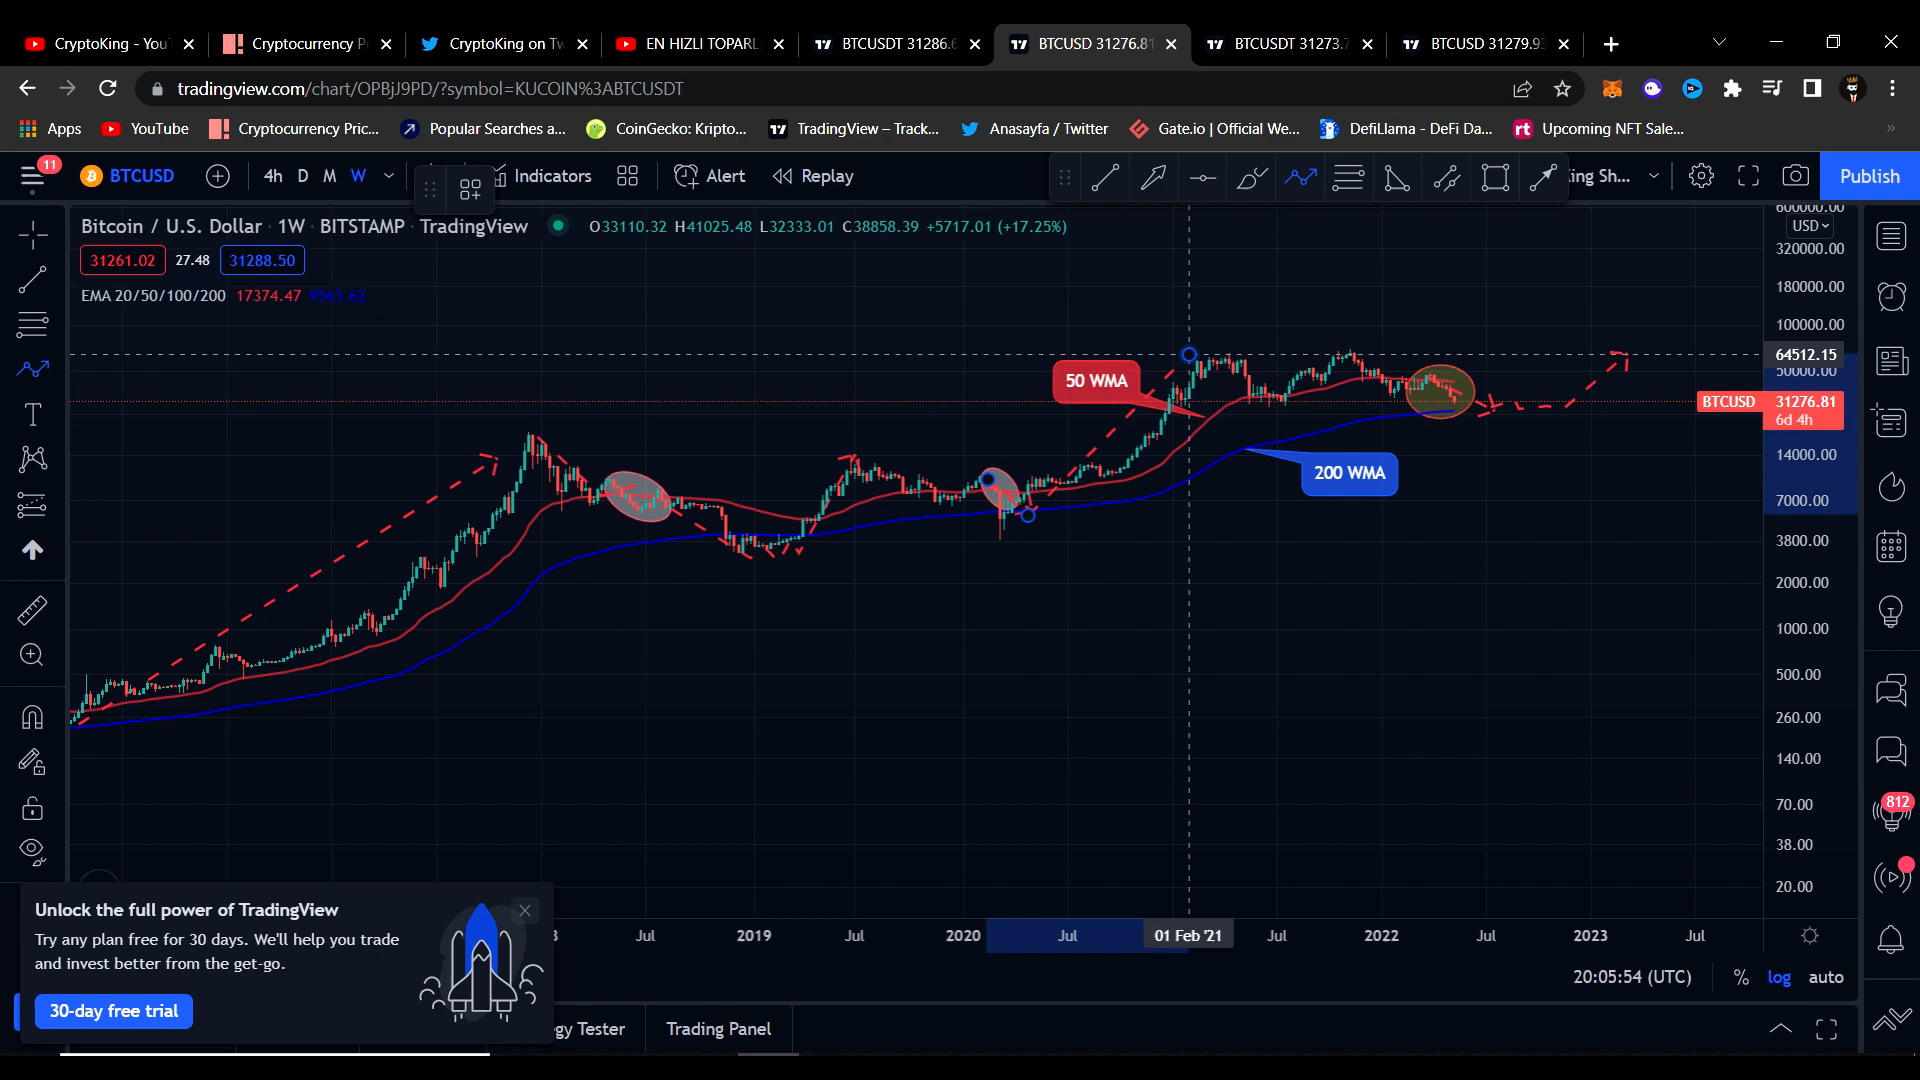 CryptoKing - You
Cryptocurrency P
CryptoKing on Tw
EN HIZLI TOPARL
BTCUSDT 31286.6
BTCUSD 31276.81
BTCUSDT 31273.7
BTCUSD 31279.93
tradingview.com/chart/OPBjJ9PD/?symbol=KUCOIN%3ABTCUSDT
Apps
YouTube
Cryptocurrency Pric...
Popular Searches a...
CoinGecko: Kripto...
TradingView – Track...
Anasayfa / Twitter
Gate.io | Official We...
DefiLlama - DeFi Da...
Upcoming NFT Sale...
11
BTCUSD
4h
D
M
W
Indicators
Alert
Replay
ing Sh...
Publish
Bitcoin / U.S. Dollar · 1W · BITSTAMP · TradingView
O33110.32 H41025.48 L32333.01 C38858.39 +5717.01 (+17.25%)
31261.02
27.48
31288.50
EMA 20/50/100/200 17374.47 9563.62
600000.00
USD
320000.00
180000.00
100000.00
64512.15
50000.00
BTCUSD
31276.81
6d 4h
14000.00
7000.00
3800.00
2000.00
1000.00
500.00
260.00
140.00
70.00
38.00
20.00
50 WMA
200 WMA
812
Unlock the full power of TradingView
Try any plan free for 30 days. We'll help you trade
and invest better from the get-go.
30-day free trial
Jul
2019
Jul
2020
Jul
01 Feb '21
Jul
2022
Jul
2023
Jul
20:05:54 (UTC)
%
log
auto
gy Tester
Trading Panel